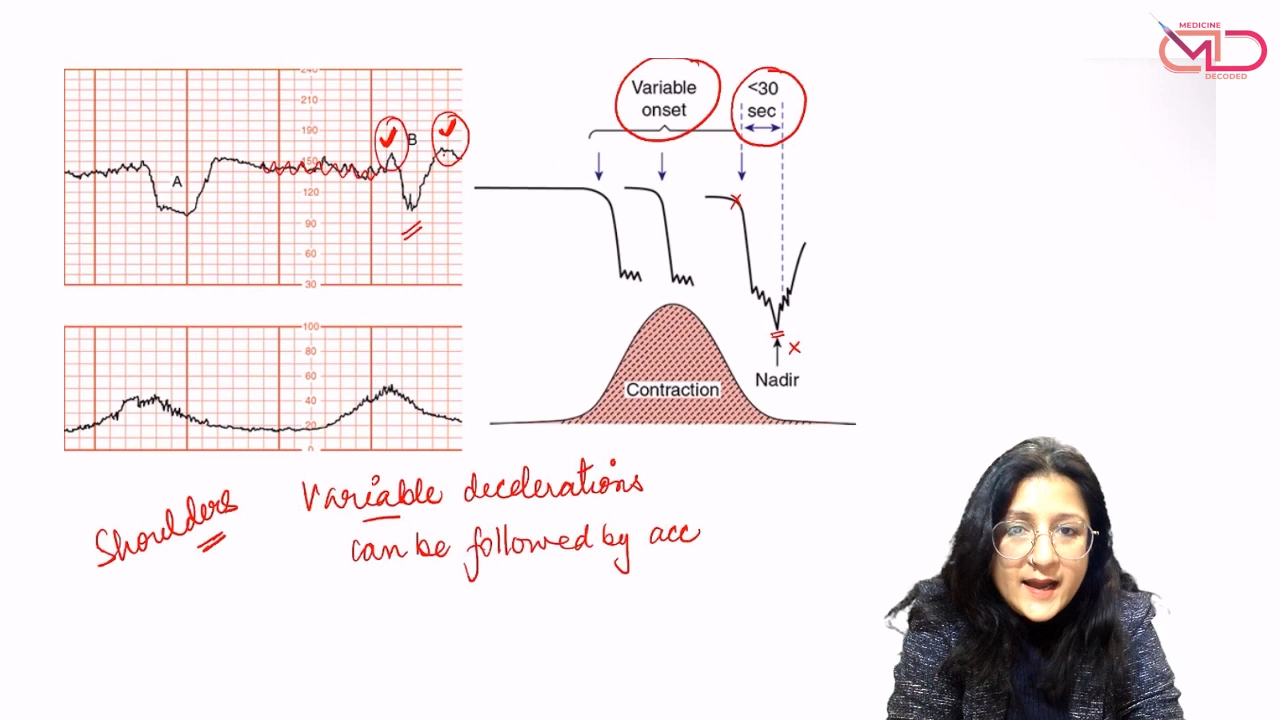 MEDICINE
DECODED
240
210
190
150
120
90
60
30
A
B
100
80
60
40
20
0
Variable
onset
<30
sec
Contraction
Nadir
Shoulders
Variable decelerations
can be followed by acc